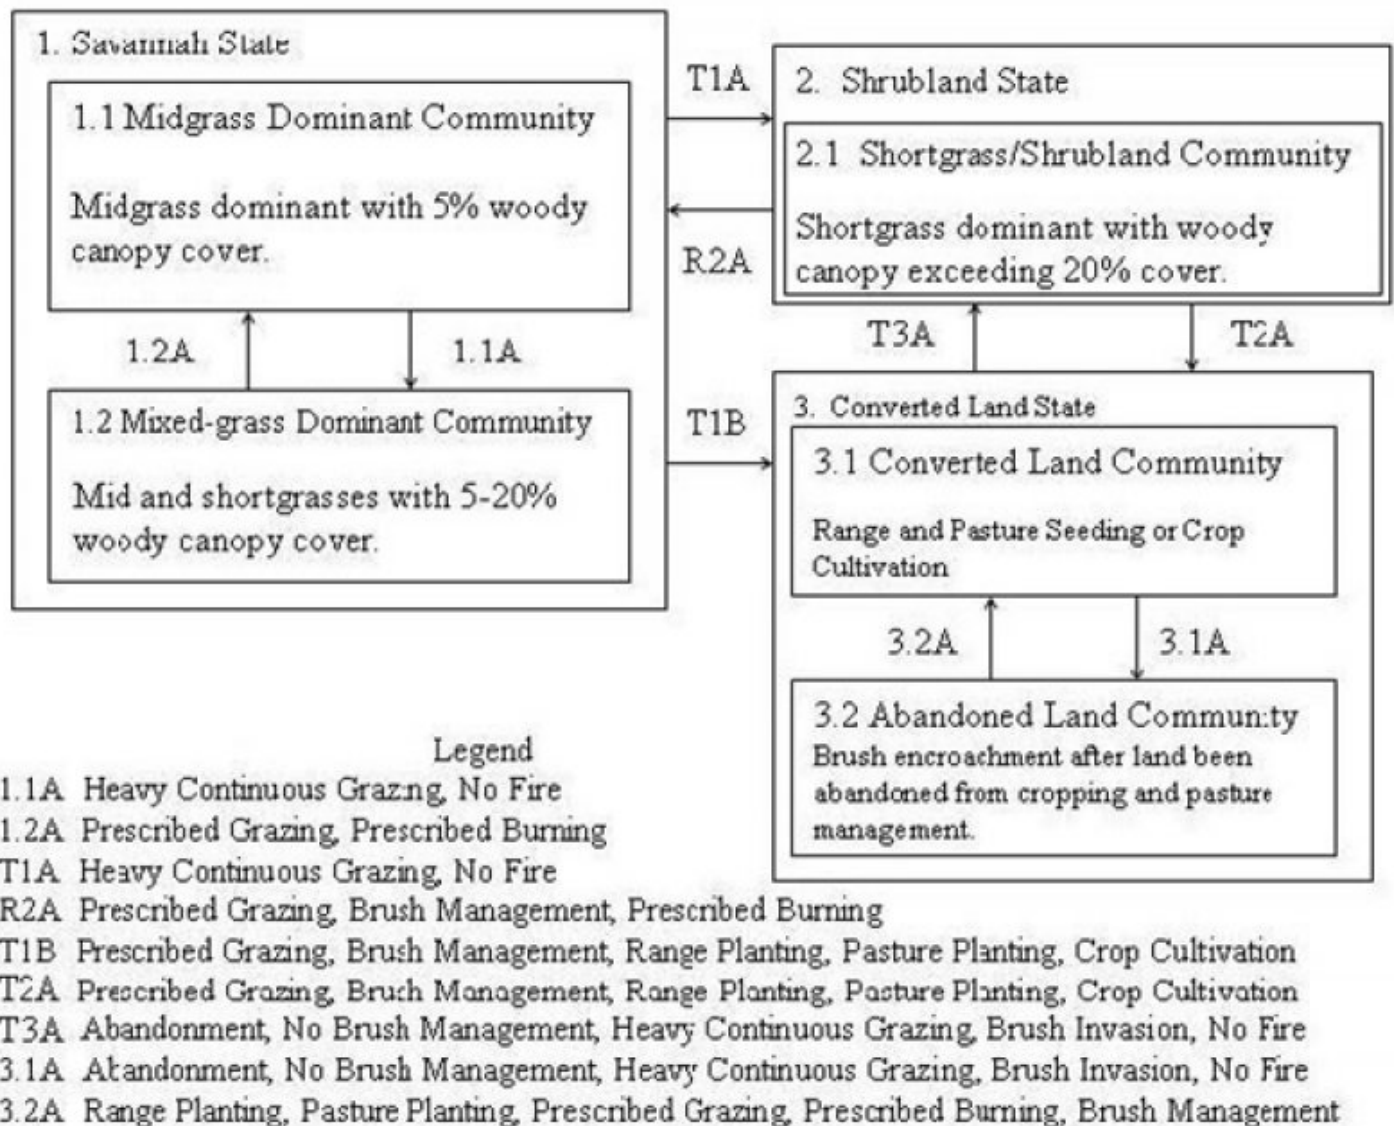 1. Savannah State
1.1 Midgrass Dominant Community
Midgrass dominant with 5% woody
canopy cover.
1.2A
1.1A
1.2 Mixed-grass Dominant Community
Mid and shortgrasses with 5-20%
woody canopy cover.
T1A
R2A
T1B
2. Shrubland State
2.1 Shortgrass/Shrubland Community
Shortgrass dominant with woody
canopy exceeding 20% cover.
T3A
T2A
3. Converted Land State
3.1 Converted Land Community
Range and Pasture Seeding or Crop
Cultivation
3.2A
3.1A
3.2 Abandoned Land Community
Brush encroachment after land been
abandoned from cropping and pasture
management.
Legend
1.1A Heavy Continuous Grazing, No Fire
1.2A Prescribed Grazing, Prescribed Burning
T1A Heavy Continuous Grazing, No Fire
R2A Prescribed Grazing, Brush Management, Prescribed Burning
T1B Prescribed Grazing, Brush Management, Range Planting, Pasture Planting, Crop Cultivation
T2A Prescribed Grazing, Brush Management, Range Planting, Pasture Planting, Crop Cultivation
T3A Abandonment, No Brush Management, Heavy Continuous Grazing, Brush Invasion, No Fire
3.1A Abandonment, No Brush Management, Heavy Continuous Grazing, Brush Invasion, No Fire
3.2A Range Planting, Pasture Planting, Prescribed Grazing, Prescribed Burning, Brush Management